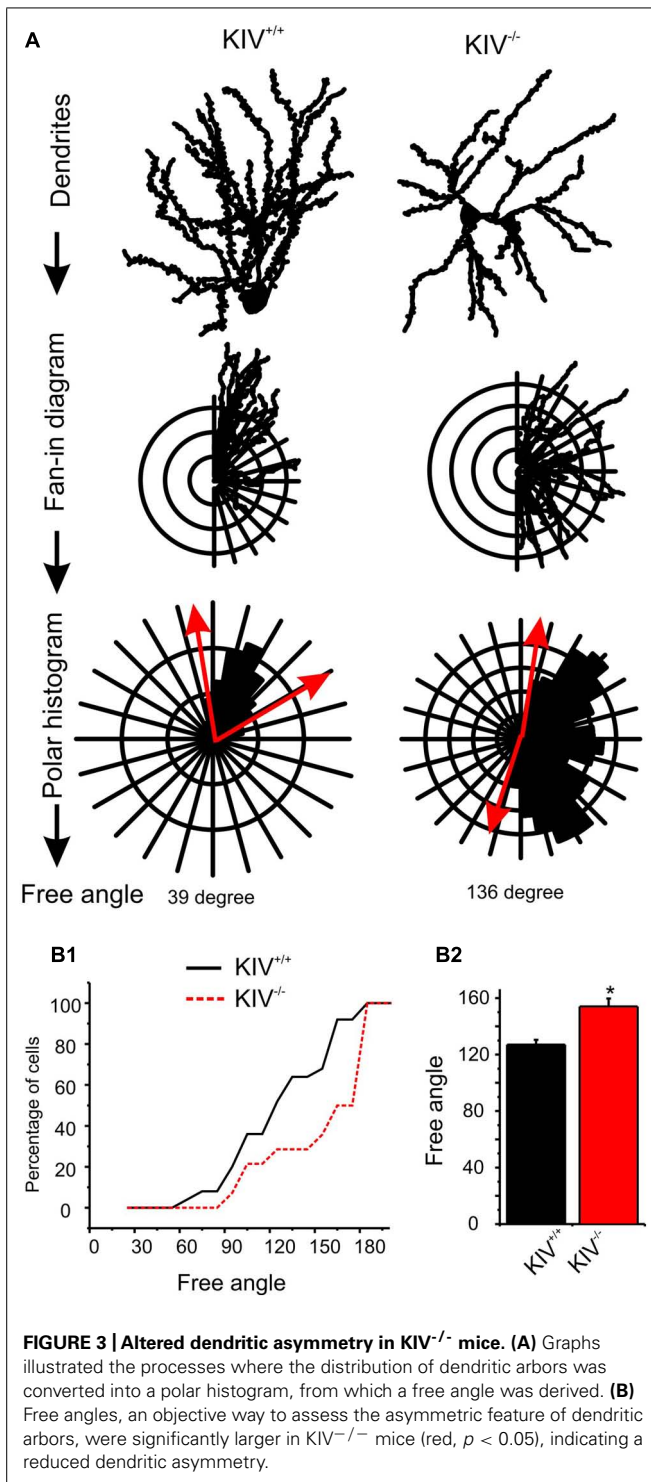 A
KIV+/+
KIV-/-
Dendrites
Fan-in diagram
Polar histogram
Free angle
39 degree
136 degree
B1
KIV+/+
KIV-/-
100
80
60
40
20
0
Percentage of cells
0 30 60 90 120 150 180
Free angle
B2
*
160
120
80
40
0
Free angle
KIV+/+
KIV-/-
FIGURE 3 | Altered dendritic asymmetry in KIV-/- mice. (A) Graphs
illustrated the processes where the distribution of dendritic arbors was
converted into a polar histogram, from which a free angle was derived. (B)
Free angles, an objective way to assess the asymmetric feature of dendritic
arbors, were significantly larger in KIV−/− mice (red, p < 0.05), indicating a
reduced dendritic asymmetry.